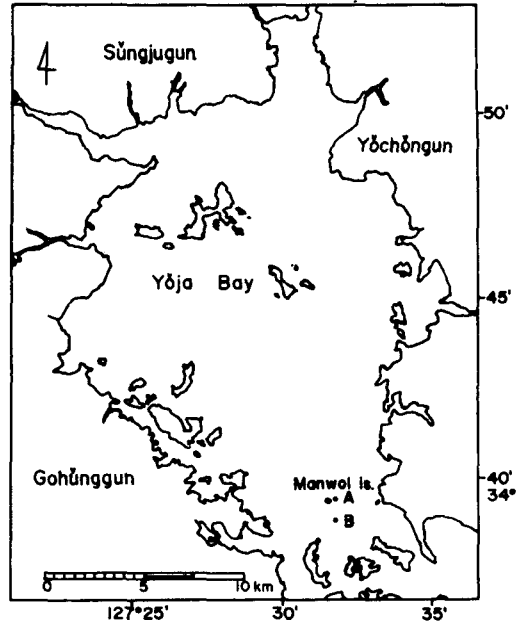 Sŭngjugun
50'
Yŏchŏngun
Yŏja Bay
45'
Gohŭnggun
Manwol is.
A
40'
34°
B
0 5 10 km
127°25' 30' 35'